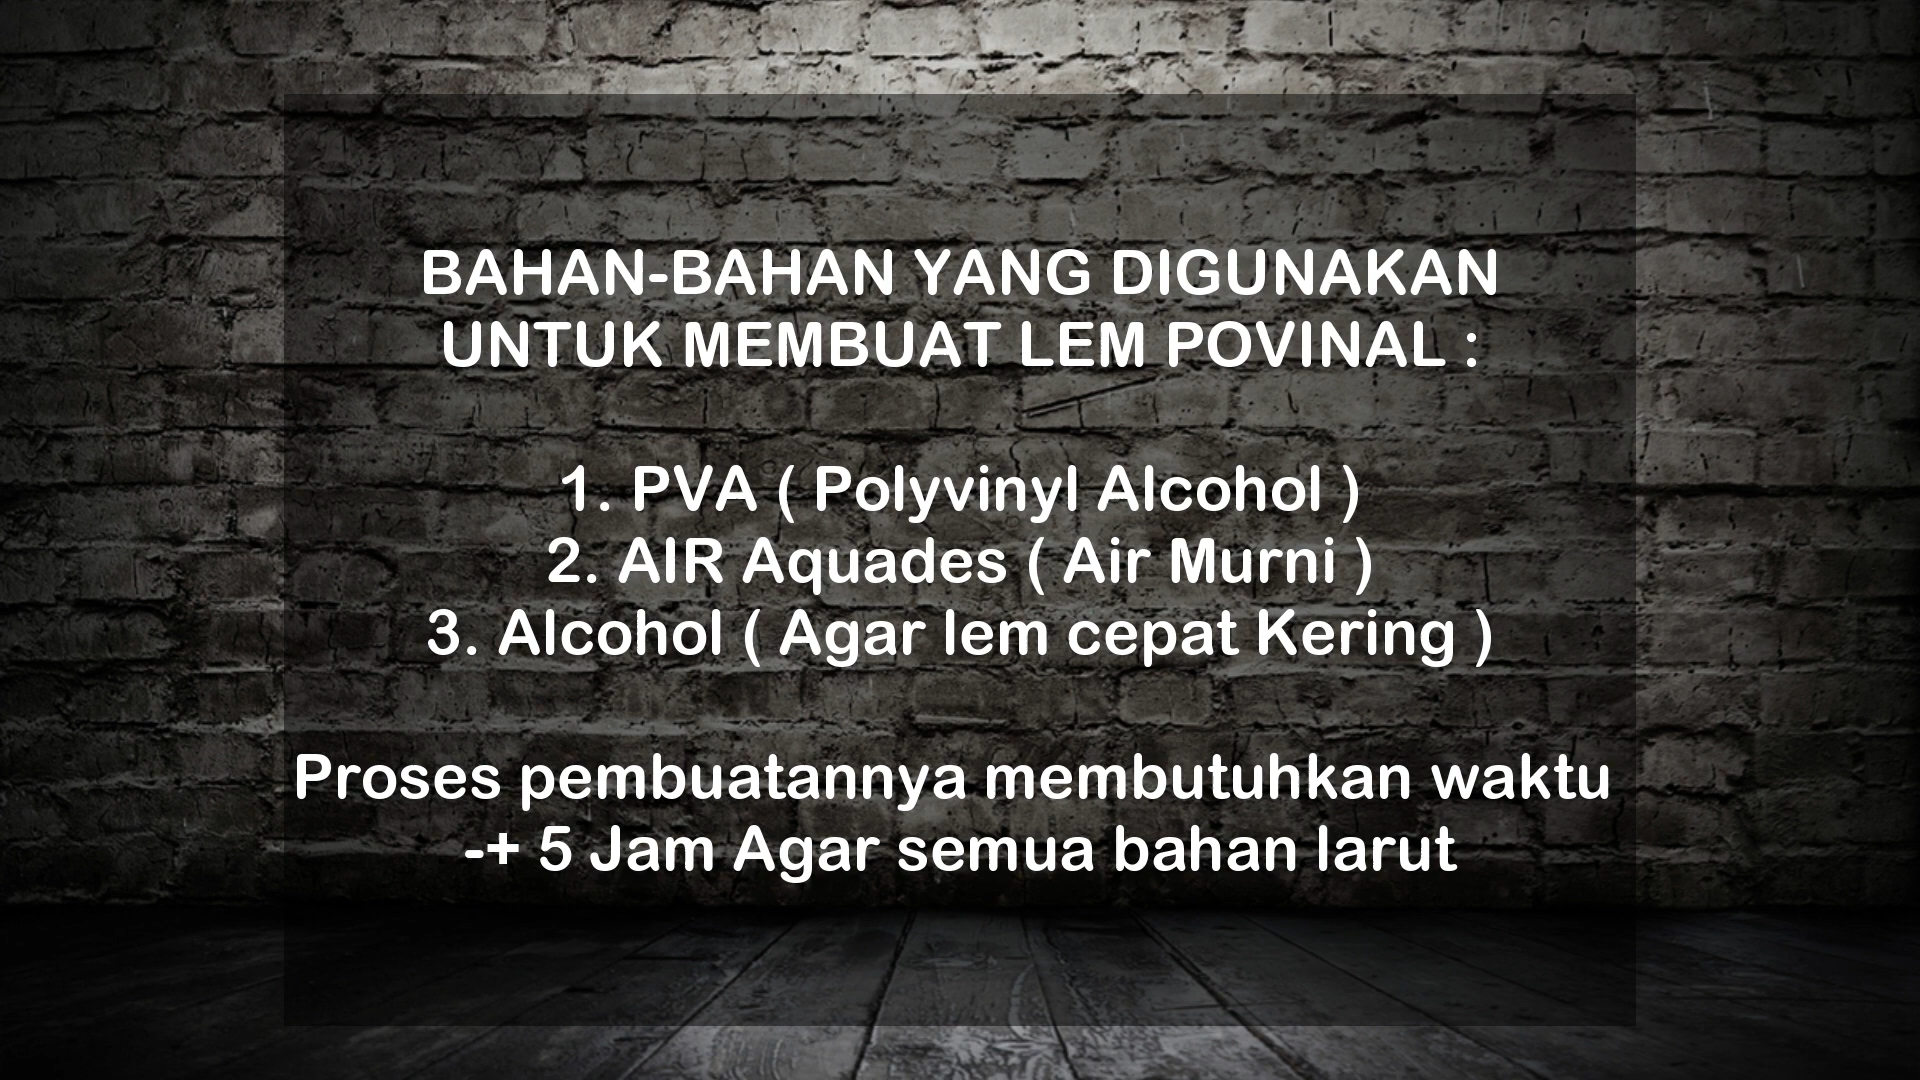 BAHAN-BAHAN YANG DIGUNAKAN
UNTUK MEMBUAT LEM POVINAL :
1. PVA ( Polyvinyl Alcohol )
2. AIR Aquades ( Air Murni )
3. Alcohol ( Agar lem cepat Kering )
Proses pembuatannya membutuhkan waktu
-+ 5 Jam Agar semua bahan larut